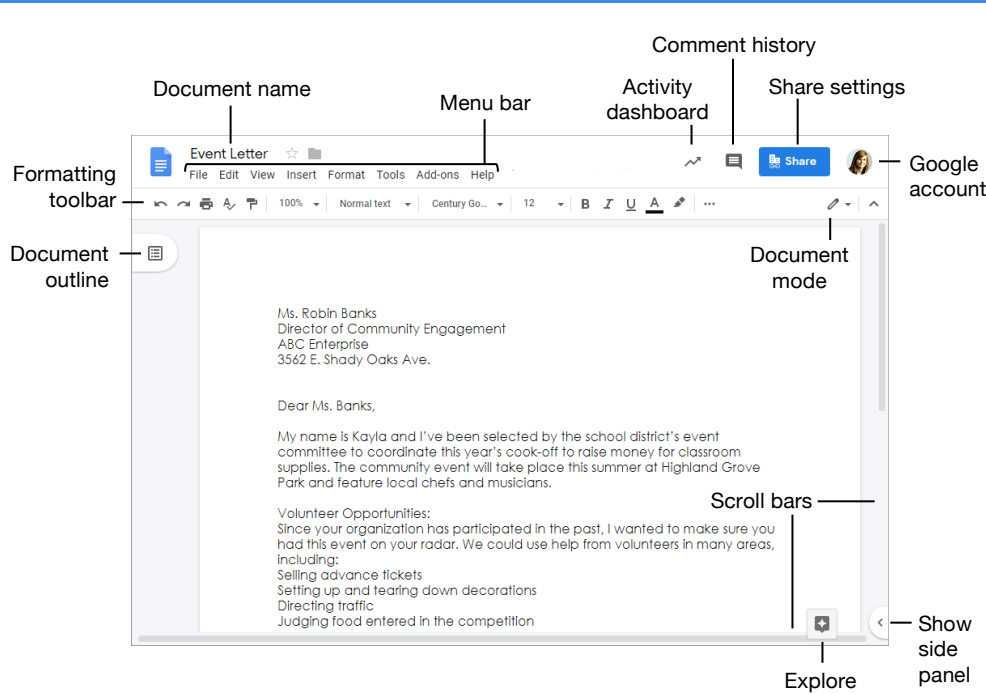 Comment history
Activity dashboard
Share settings
Document name
Menu bar
Event Letter
Share
Google account
File Edit View Insert Format Tools Add-ons Help
Formatting toolbar
100% Normal text Century Go... 12 B I U A ...
Document outline
Document mode
Ms. Robin Banks
Director of Community Engagement
ABC Enterprise
3562 E. Shady Oaks Ave.
Dear Ms. Banks,
My name is Kayla and I've been selected by the school district's event
committee to coordinate this year's cook-off to raise money for classroom
supplies. The community event will take place this summer at Highland Grove
Park and feature local chefs and musicians.
Scroll bars
Volunteer Opportunities:
Since your organization has participated in the past, I wanted to make sure you
had this event on your radar. We could use help from volunteers in many areas,
including:
Selling advance tickets
Setting up and tearing down decorations
Directing traffic
Judging food entered in the competition
Show side panel
Explore